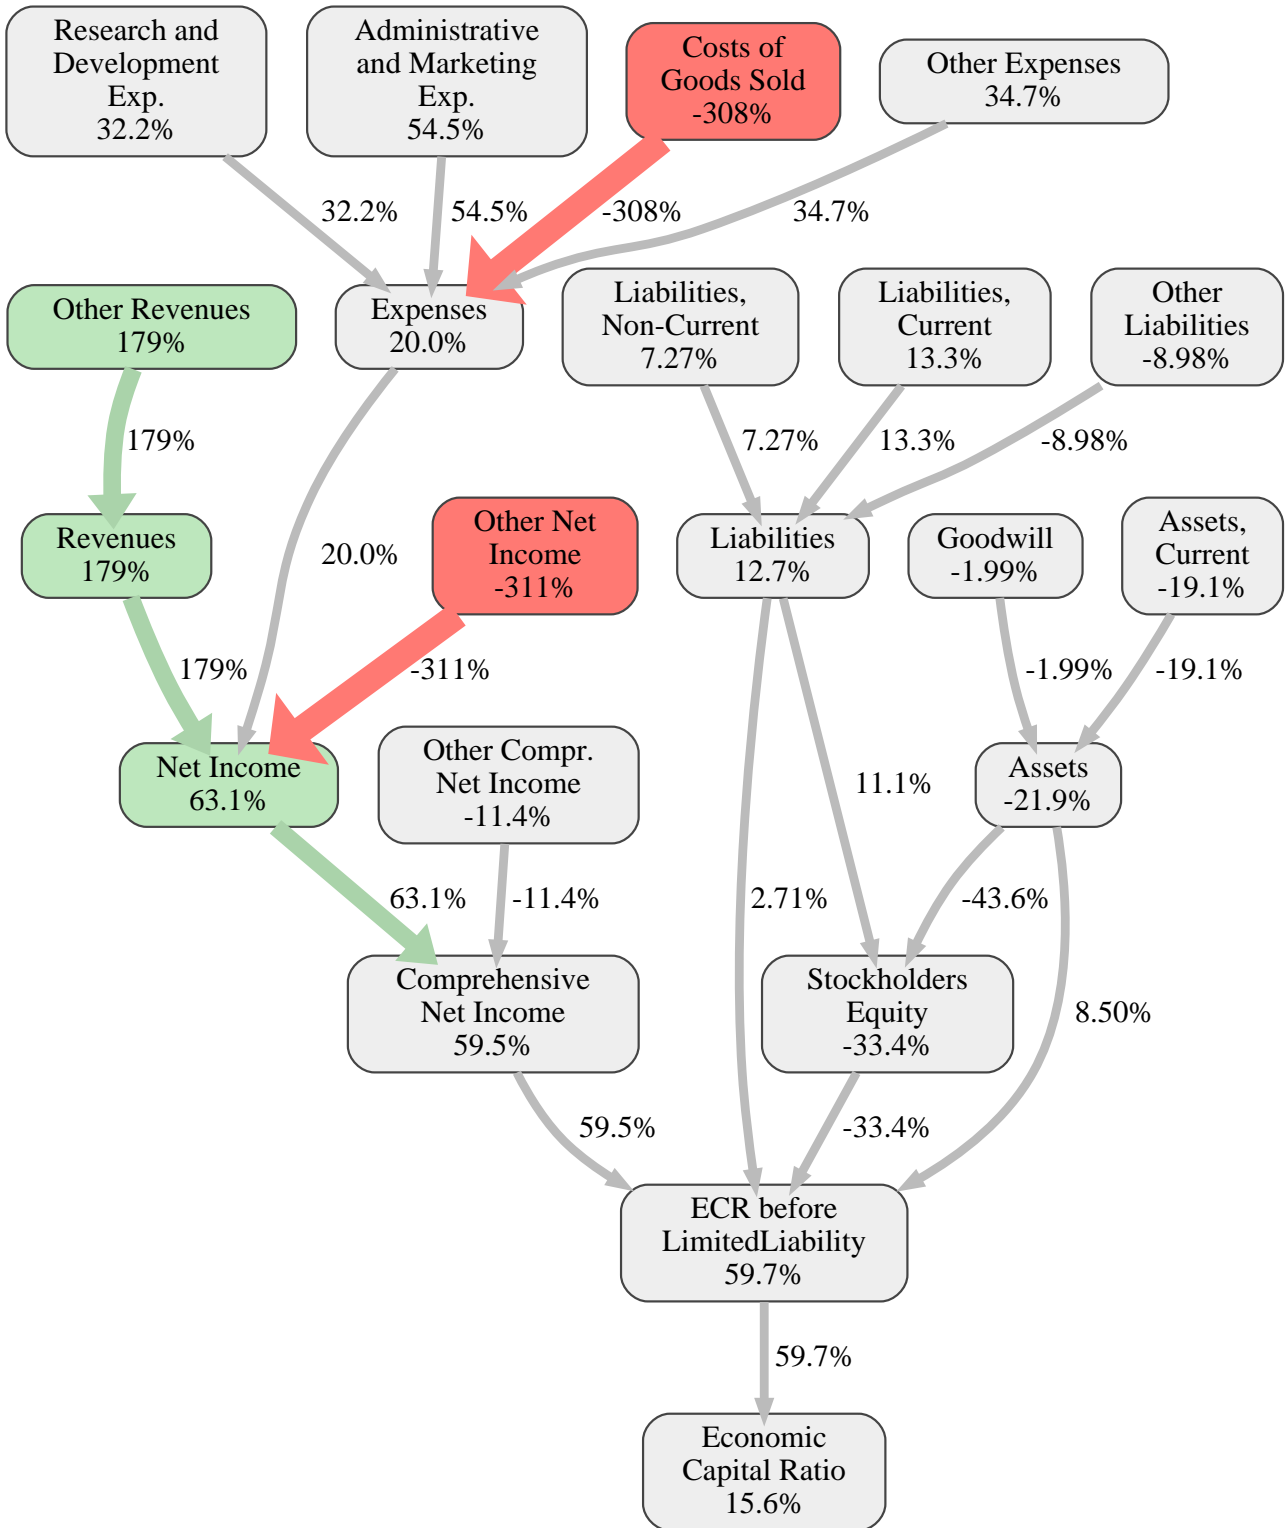 Research and
Development
Exp.
32.2%
Administrative
and Marketing
Exp.
54.5%
Costs of
Goods Sold
-308%
Other Expenses
34.7%
32.2%
54.5%
-308%
34.7%
Other Revenues
179%
Expenses
20.0%
Liabilities,
Non-Current
7.27%
Liabilities,
Current
13.3%
Other
Liabilities
-8.98%
179%
7.27%
13.3%
-8.98%
Revenues
179%
20.0%
Other Net
Income
-311%
Liabilities
12.7%
Goodwill
-1.99%
Assets,
Current
-19.1%
179%
-311%
-1.99%
-19.1%
Net Income
63.1%
Other Compr.
Net Income
-11.4%
11.1%
Assets
-21.9%
63.1%
-11.4%
2.71%
-43.6%
Comprehensive
Net Income
59.5%
Stockholders
Equity
-33.4%
8.50%
59.5%
-33.4%
ECR before
LimitedLiability
59.7%
59.7%
Economic
Capital Ratio
15.6%